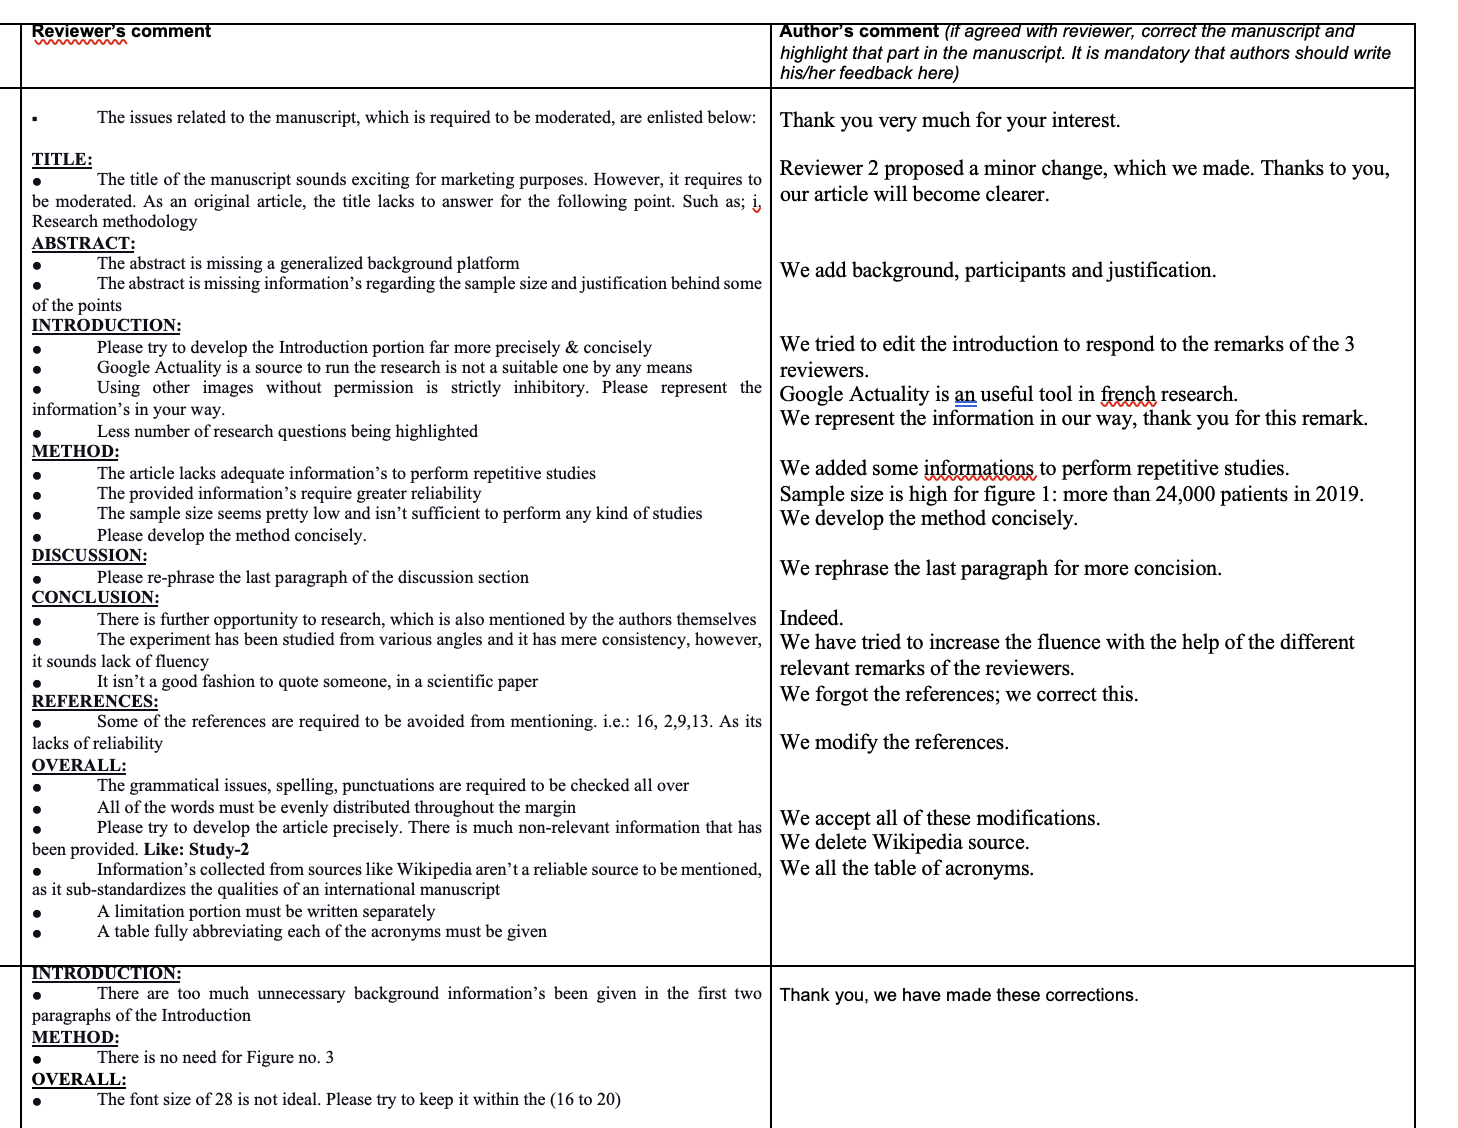 Reviewer's comment
Author's comment (if agreed with reviewer, correct the manuscript and
highlight that part in the manuscript. It is mandatory that authors should write
his/her feedback here)
▪ The issues related to the manuscript, which is required to be moderated, are enlisted below:
TITLE:
● The title of the manuscript sounds exciting for marketing purposes. However, it requires to
be moderated. As an original article, the title lacks to answer for the following point. Such as; i,
Research methodology
ABSTRACT:
● The abstract is missing a generalized background platform
● The abstract is missing information's regarding the sample size and justification behind some
of the points
INTRODUCTION:
● Please try to develop the Introduction portion far more precisely & concisely
● Google Actuality is a source to run the research is not a suitable one by any means
● Using other images without permission is strictly inhibitory. Please represent the
information's in your way.
● Less number of research questions being highlighted
METHOD:
● The article lacks adequate information's to perform repetitive studies
● The provided information's require greater reliability
● The sample size seems pretty low and isn't sufficient to perform any kind of studies
● Please develop the method concisely.
DISCUSSION:
● Please re-phrase the last paragraph of the discussion section
CONCLUSION:
● There is further opportunity to research, which is also mentioned by the authors themselves
● The experiment has been studied from various angles and it has mere consistency, however,
it sounds lack of fluency
● It isn't a good fashion to quote someone, in a scientific paper
REFERENCES:
● Some of the references are required to be avoided from mentioning. i.e.: 16, 2,9,13. As its
lacks of reliability
OVERALL:
● The grammatical issues, spelling, punctuations are required to be checked all over
● All of the words must be evenly distributed throughout the margin
● Please try to develop the article precisely. There is much non-relevant information that has
been provided. Like: Study-2
● Information's collected from sources like Wikipedia aren't a reliable source to be mentioned,
as it sub-standardizes the qualities of an international manuscript
● A limitation portion must be written separately
● A table fully abbreviating each of the acronyms must be given
Thank you very much for your interest.
Reviewer 2 proposed a minor change, which we made. Thanks to you,
our article will become clearer.
We add background, participants and justification.
We tried to edit the introduction to respond to the remarks of the 3
reviewers.
Google Actuality is an useful tool in french research.
We represent the information in our way, thank you for this remark.
We added some informations to perform repetitive studies.
Sample size is high for figure 1: more than 24,000 patients in 2019.
We develop the method concisely.
We rephrase the last paragraph for more concision.
Indeed.
We have tried to increase the fluence with the help of the different
relevant remarks of the reviewers.
We forgot the references; we correct this.
We modify the references.
We accept all of these modifications.
We delete Wikipedia source.
We all the table of acronyms.
INTRODUCTION:
● There are too much unnecessary background information's been given in the first two
paragraphs of the Introduction
METHOD:
● There is no need for Figure no. 3
OVERALL:
● The font size of 28 is not ideal. Please try to keep it within the (16 to 20)
Thank you, we have made these corrections.